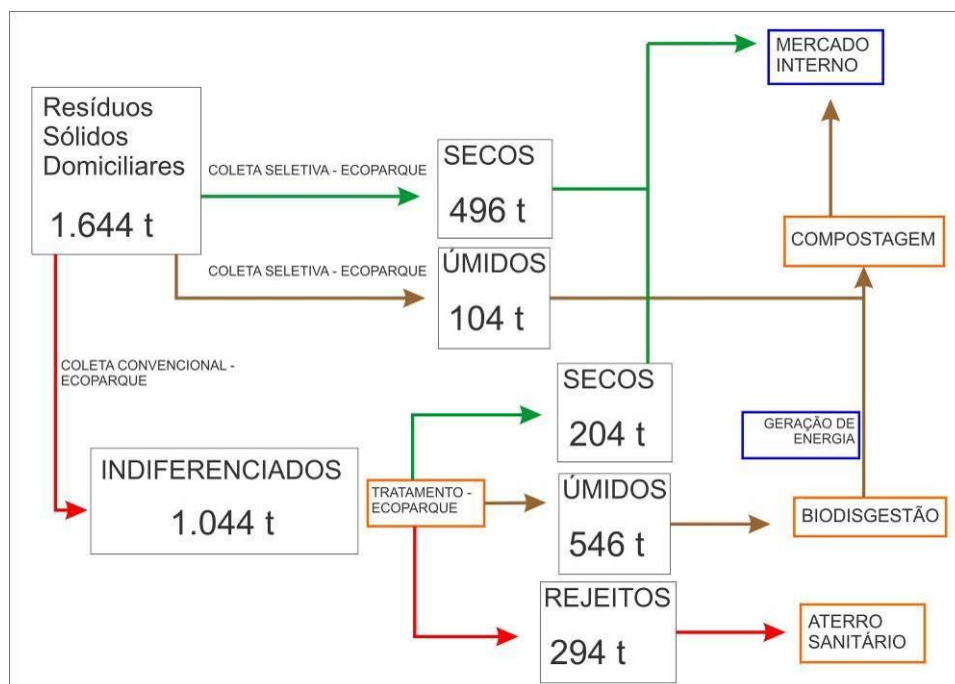 MERCADO
INTERNO
Resíduos
Sólidos
Domiciliares
1.644 t
COLETA SELETIVA - ECOPARQUE
SECOS
496 t
COMPOSTAGEM
COLETA SELETIVA - ECOPARQUE
ÚMIDOS
104 t
COLETA CONVENCIONAL -
ECOPARQUE
SECOS
204 t
GERAÇÃO DE
ENERGIA
INDIFERENCIADOS
1.044 t
TRATAMENTO -
ECOPARQUE
ÚMIDOS
546 t
BIODISGESTÃO
REJEITOS
294 t
ATERRO
SANITÁRIO